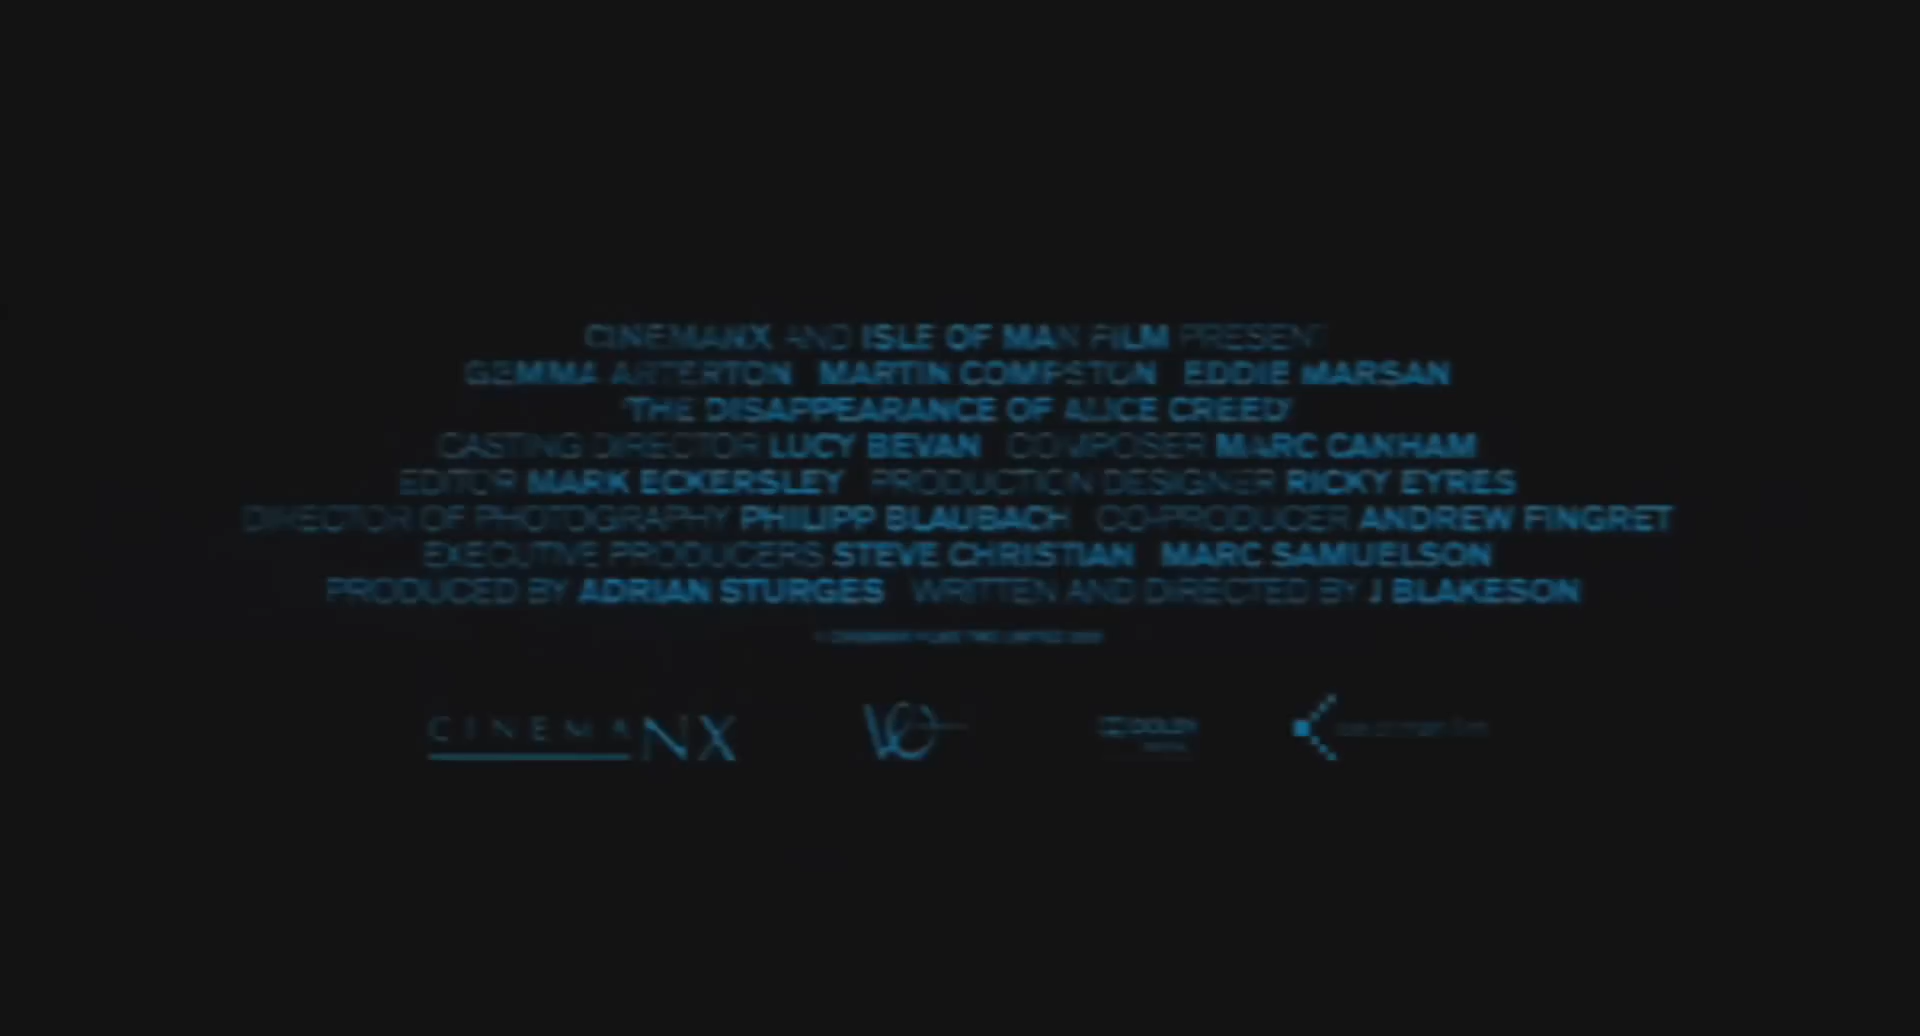 CINEMANX AND ISLE OF MAN FILM PRESENT
GEMMA ARTERTON MARTIN COMPSTON EDDIE MARSAN
'THE DISAPPEARANCE OF ALICE CREED'
CASTING DIRECTOR LUCY BEVAN COMPOSER MARC CANHAM
EDITOR MARK ECKERSLEY PRODUCTION DESIGNER RICKY EYRES
DIRECTOR OF PHOTOGRAPHY PHILIPP BLAUBACH CO-PRODUCER ANDREW FINGRET
EXECUTIVE PRODUCERS STEVE CHRISTIAN MARC SAMUELSON
PRODUCED BY ADRIAN STURGES WRITTEN AND DIRECTED BY J BLAKESON
CINEMANX DOLBY